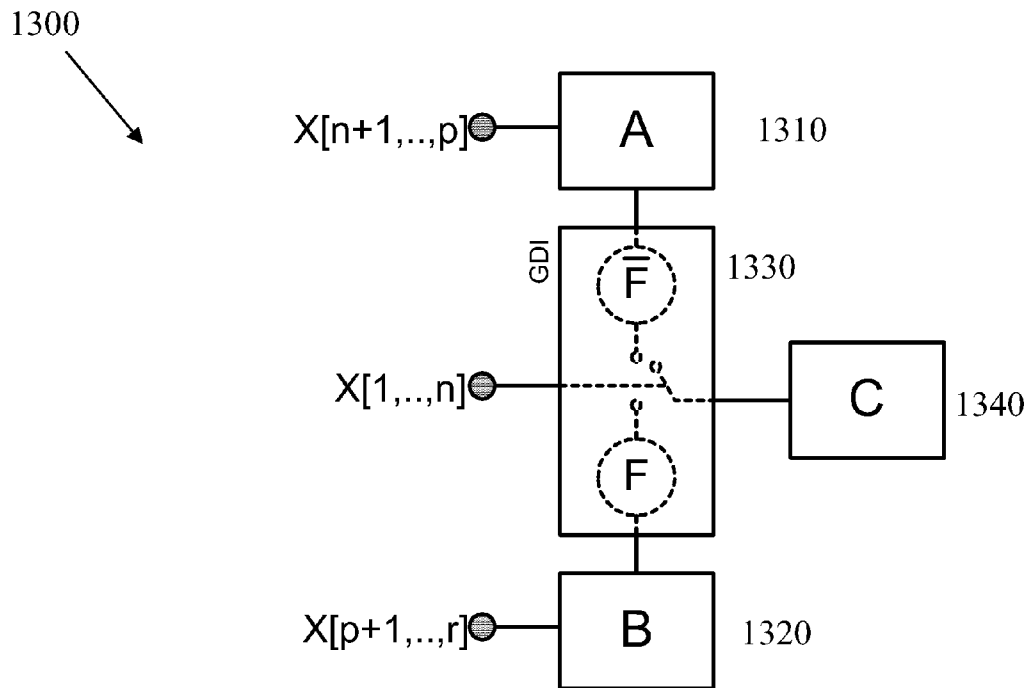 1300
X[n+1,..,p]
A
1310
GDI
F̅
1330
X[1,..,n]
C
1340
F
X[p+1,..,r]
B
1320